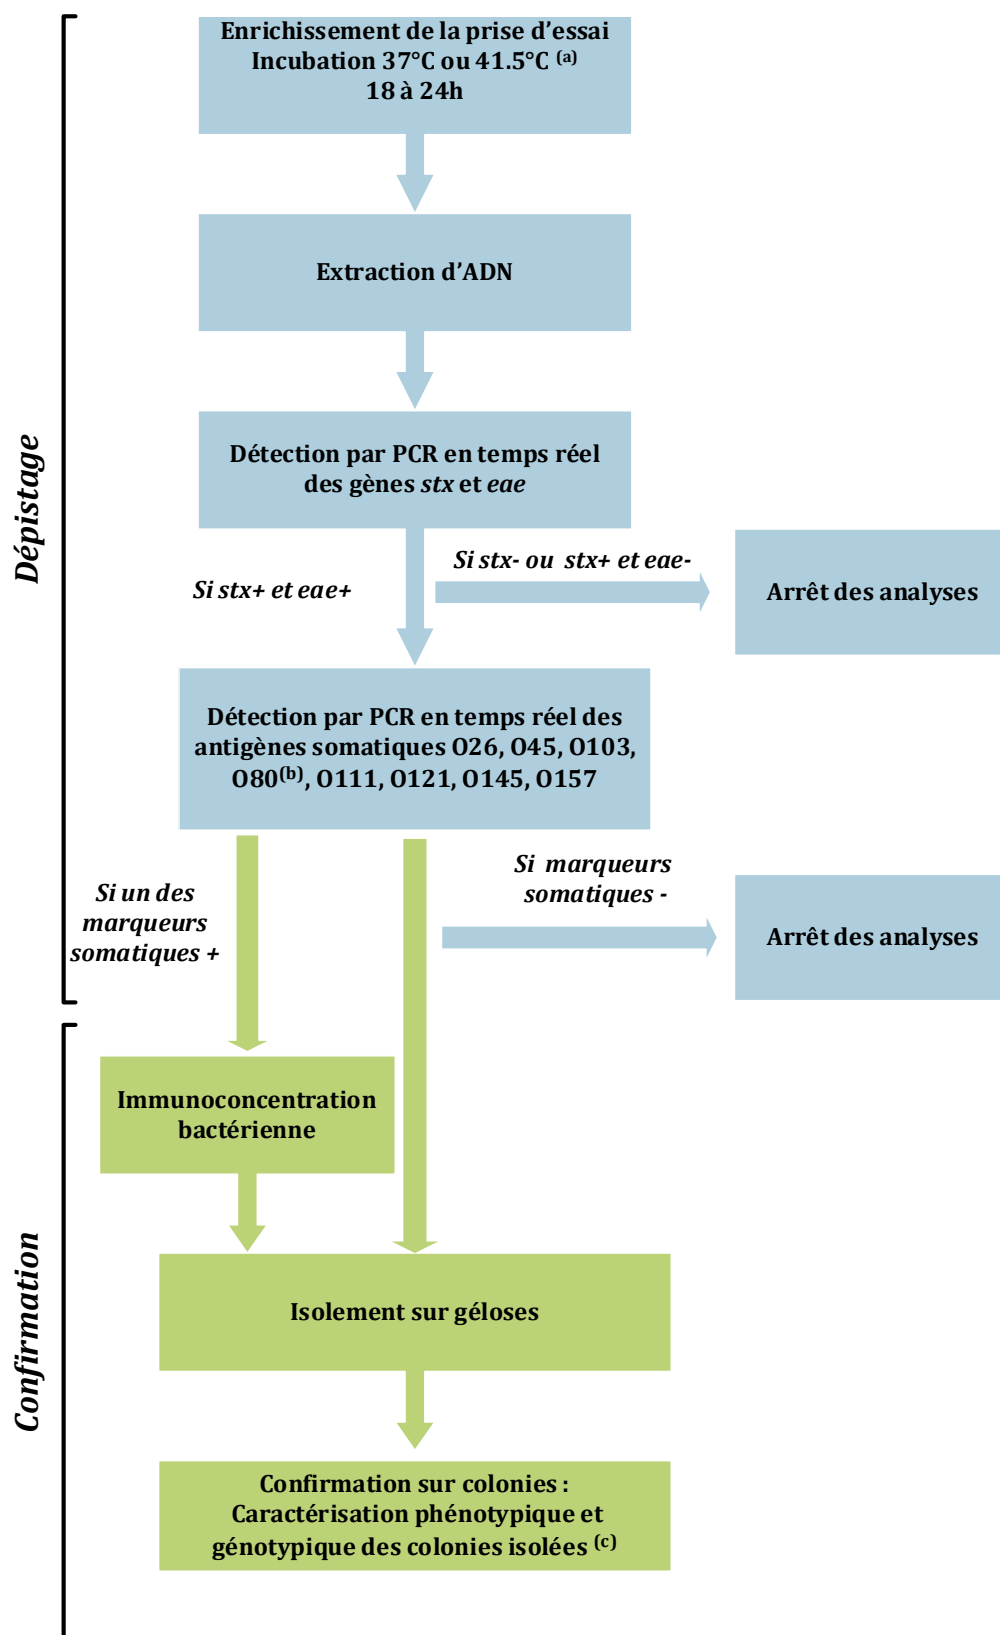 Enrichissement de la prise d'essai
Incubation 37°C ou 41.5°C (a)
18 à 24h
Extraction d'ADN
Dépistage
Détection par PCR en temps réel
des gènes stx et eae
Si stx- ou stx+ et eae-
Si stx+ et eae+
Arrêt des analyses
Détection par PCR en temps réel des
antigènes somatiques O26, O45, O103,
O80(b), O111, O121, O145, O157
Si marqueurs
somatiques -
Si un des
marqueurs
somatiques +
Arrêt des analyses
Confirmation
Immunoconcentration
bactérienne
Isolement sur géloses
Confirmation sur colonies :
Caractérisation phénotypique et
génotypique des colonies isolées (c)